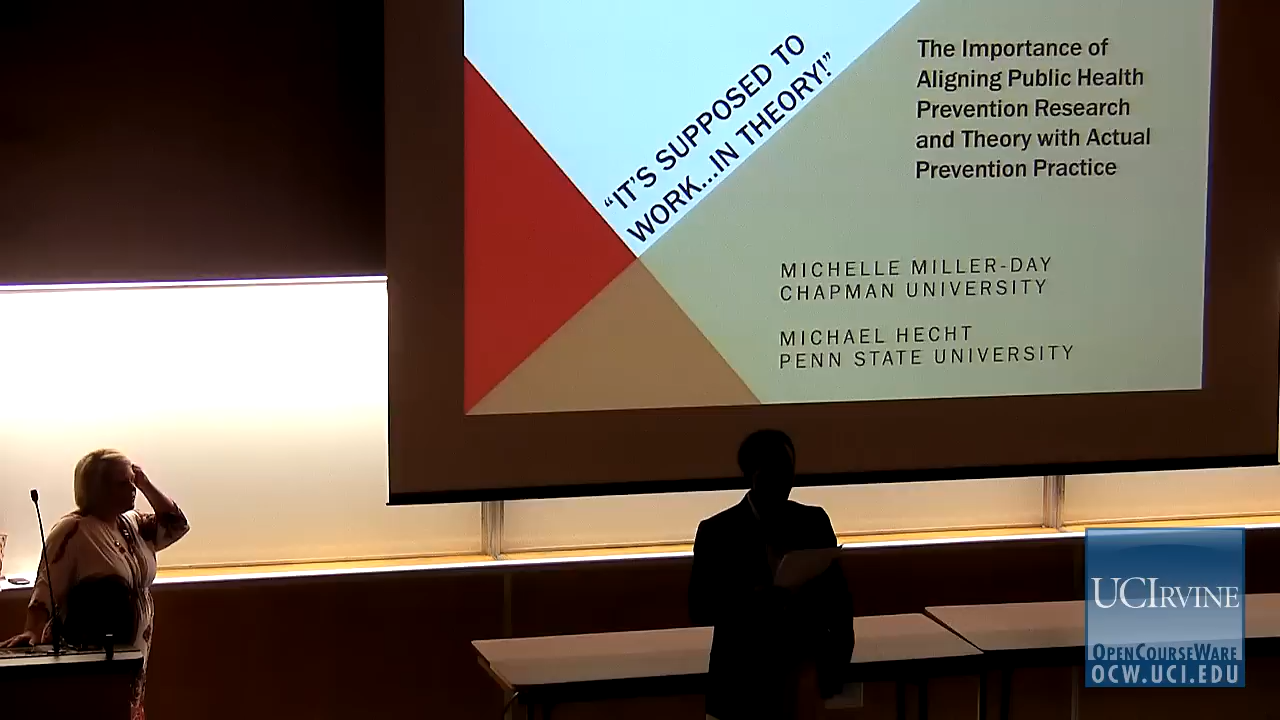 "IT'S SUPPOSED TO
WORK...IN THEORY!"
The Importance of
Aligning Public Health
Prevention Research
and Theory with Actual
Prevention Practice
MICHELLE MILLER-DAY
CHAPMAN UNIVERSITY
MICHAEL HECHT
PENN STATE UNIVERSITY
UCIRVINE
OPENCOURSEWARE
OCW.UCI.EDU